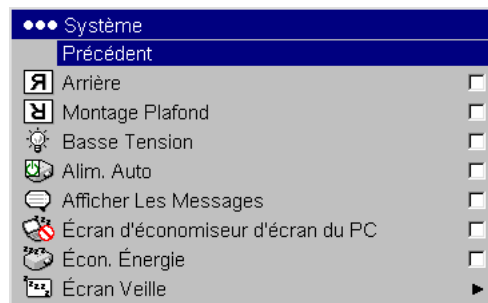 Système
Précédent
Arrière
Montage Plafond
Basse Tension
Alim. Auto
Afficher Les Messages
Écran d'économiseur d'écran du PC
Écon. Énergie
Écran Veille